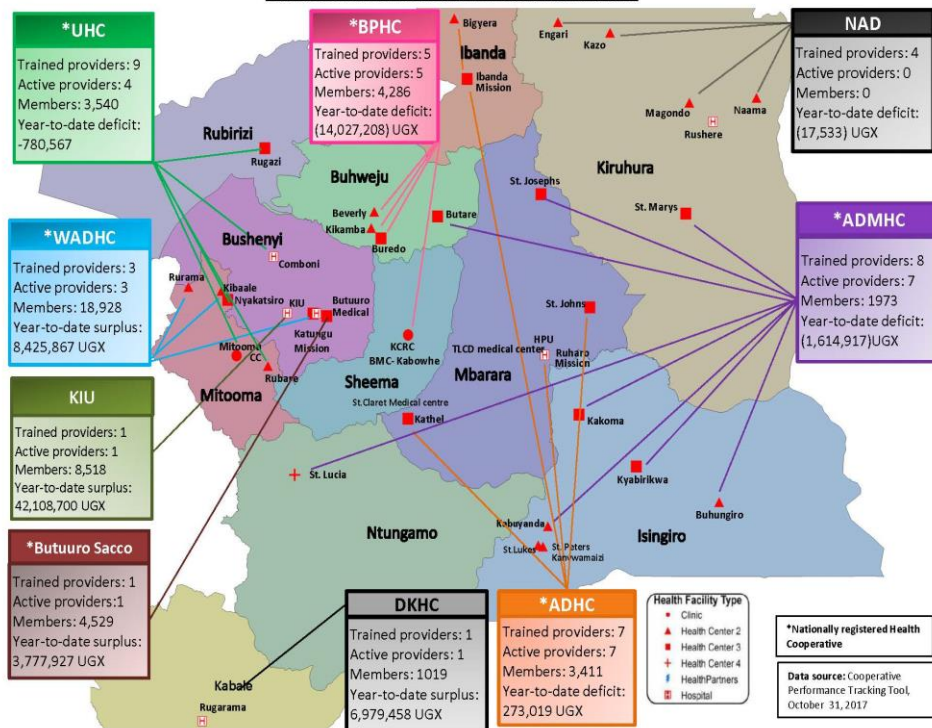 *UHC
Trained providers: 9
Active providers: 4
Members: 3,540
Year-to-date deficit:
-780,567
*BPHC
Trained providers: 5
Active providers: 5
Members: 4,286
Year-to-date deficit:
(14,027,208) UGX
NAD
Trained providers: 4
Active providers: 0
Members: 0
Year-to-date deficit:
(17,533) UGX
*WADHC
Trained providers: 3
Active providers: 3
Members: 18,928
Year-to-date surplus:
8,425,867 UGX
*ADMHC
Trained providers: 8
Active providers: 7
Members: 1973
Year-to-date deficit:
(1,614,917)UGX
KIU
Trained providers: 1
Active providers: 1
Members: 8,518
Year-to-date surplus:
42,108,700 UGX
*Butuuro Sacco
Trained providers: 1
Active providers:1
Members: 4,529
Year-to-date surplus:
3,777,927 UGX
DKHC
Trained providers: 1
Active providers: 1
Members: 1019
Year-to-date surplus:
6,979,458 UGX
*ADHC
Trained providers: 7
Active providers: 7
Members: 3,411
Year-to-date deficit:
273,019 UGX
Bigyera
Ibanda
Ibanda
Mission
Engari
Kazo
Magondo
Naama
Rushere
Kiruhura
St. Marys
Rubirizi
Rugazi
Buhweju
Beverly
Kikamba
Buredo
Butare
St. Josephs
Bushenyi
Comboni
Rurama
Kibaale
Nyakatsiro
KIU
Butuuro
Medical
Katungu
Mission
Mitooma
CC
Rubare
Mitooma
KCRC
BMC- Kabowhe
Sheema
St. Johns
HPU
TLCD medical center
Ruharo
Mission
Mbarara
St.Claret Medical centre
Kathel
Kakoma
St. Lucia
Kyabirikwa
Buhungiro
Kabuyanda
St.Lukes
St. Peters
Kanywamaizi
Isingiro
Ntungamo
Kabale
Rugarama
Health Facility Type
Clinic
Health Center 2
Health Center 3
Health Center 4
HealthPartners
Hospital
*Nationally registered Health
Cooperative
Data source: Cooperative
Performance Tracking Tool,
October 31, 2017